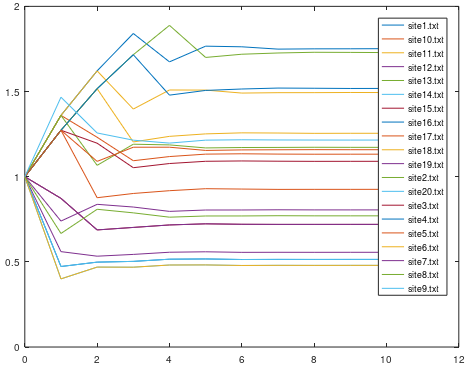 2
1.5
1
0.5
0
0
2
4
6
8
10
12
site1.txt
site10.txt
site11.txt
site12.txt
site13.txt
site14.txt
site15.txt
site16.txt
site17.txt
site18.txt
site19.txt
site2.txt
site20.txt
site3.txt
site4.txt
site5.txt
site6.txt
site7.txt
site8.txt
site9.txt